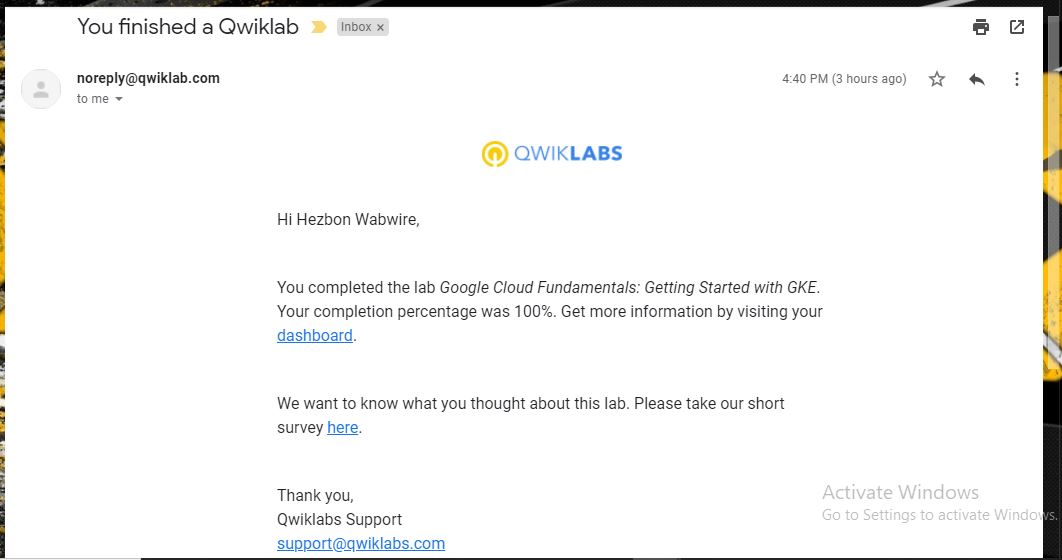 You finished a Qwiklab
Inbox ×
noreply@qwiklab.com
4:40 PM (3 hours ago)
to me
QWIKLABS
Hi Hezbon Wabwire,
You completed the lab Google Cloud Fundamentals: Getting Started with GKE.
Your completion percentage was 100%. Get more information by visiting your
dashboard.
We want to know what you thought about this lab. Please take our short
survey here.
Thank you,
Qwiklabs Support
support@qwiklabs.com
Activate Windows
Go to Settings to activate Windows.